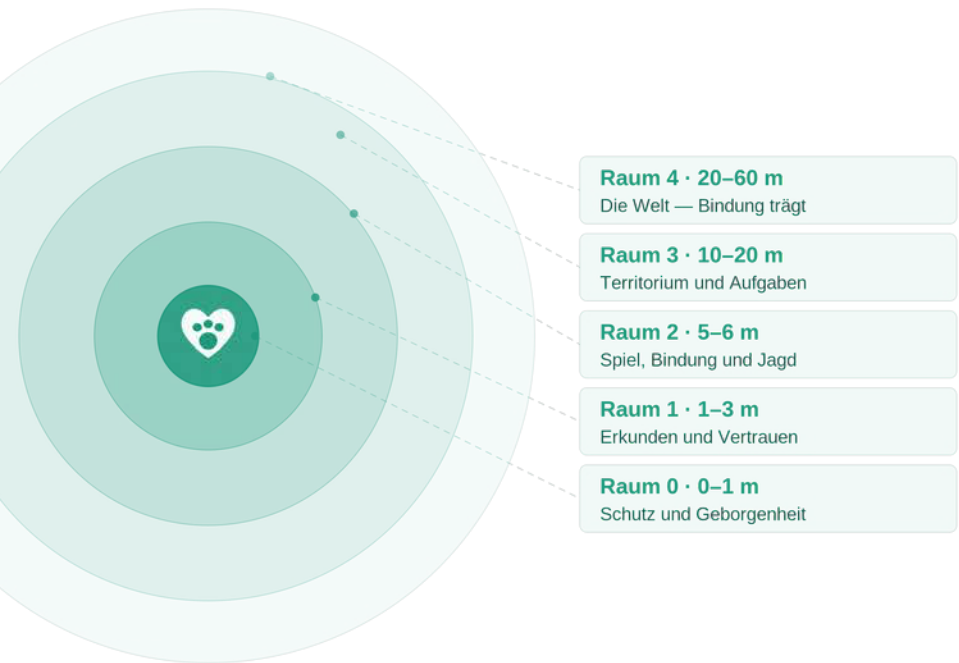 Raum 4 · 20–60 m
Die Welt — Bindung trägt
Raum 3 · 10–20 m
Territorium und Aufgaben
Raum 2 · 5–6 m
Spiel, Bindung und Jagd
Raum 1 · 1–3 m
Erkunden und Vertrauen
Raum 0 · 0–1 m
Schutz und Geborgenheit